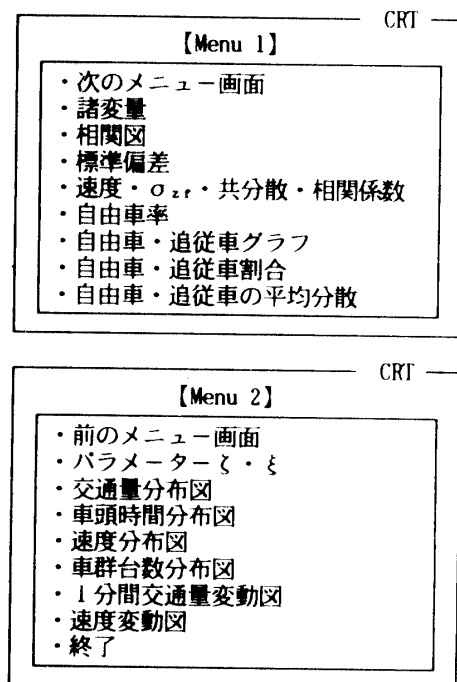 CRT
【Menu 1】
・次のメニュー画面
・諸変量
・相関図
・標準偏差
・速度・σzf・共分散・相関係数
・自由車率
・自由車・追従車グラフ
・自由車・追従車割合
・自由車・追従車の平均分散
CRT
【Menu 2】
・前のメニュー画面
・パラメーターζ・ξ
・交通量分布図
・車頭時間分布図
・速度分布図
・車群台数分布図
・1分間交通量変動図
・速度変動図
・終了